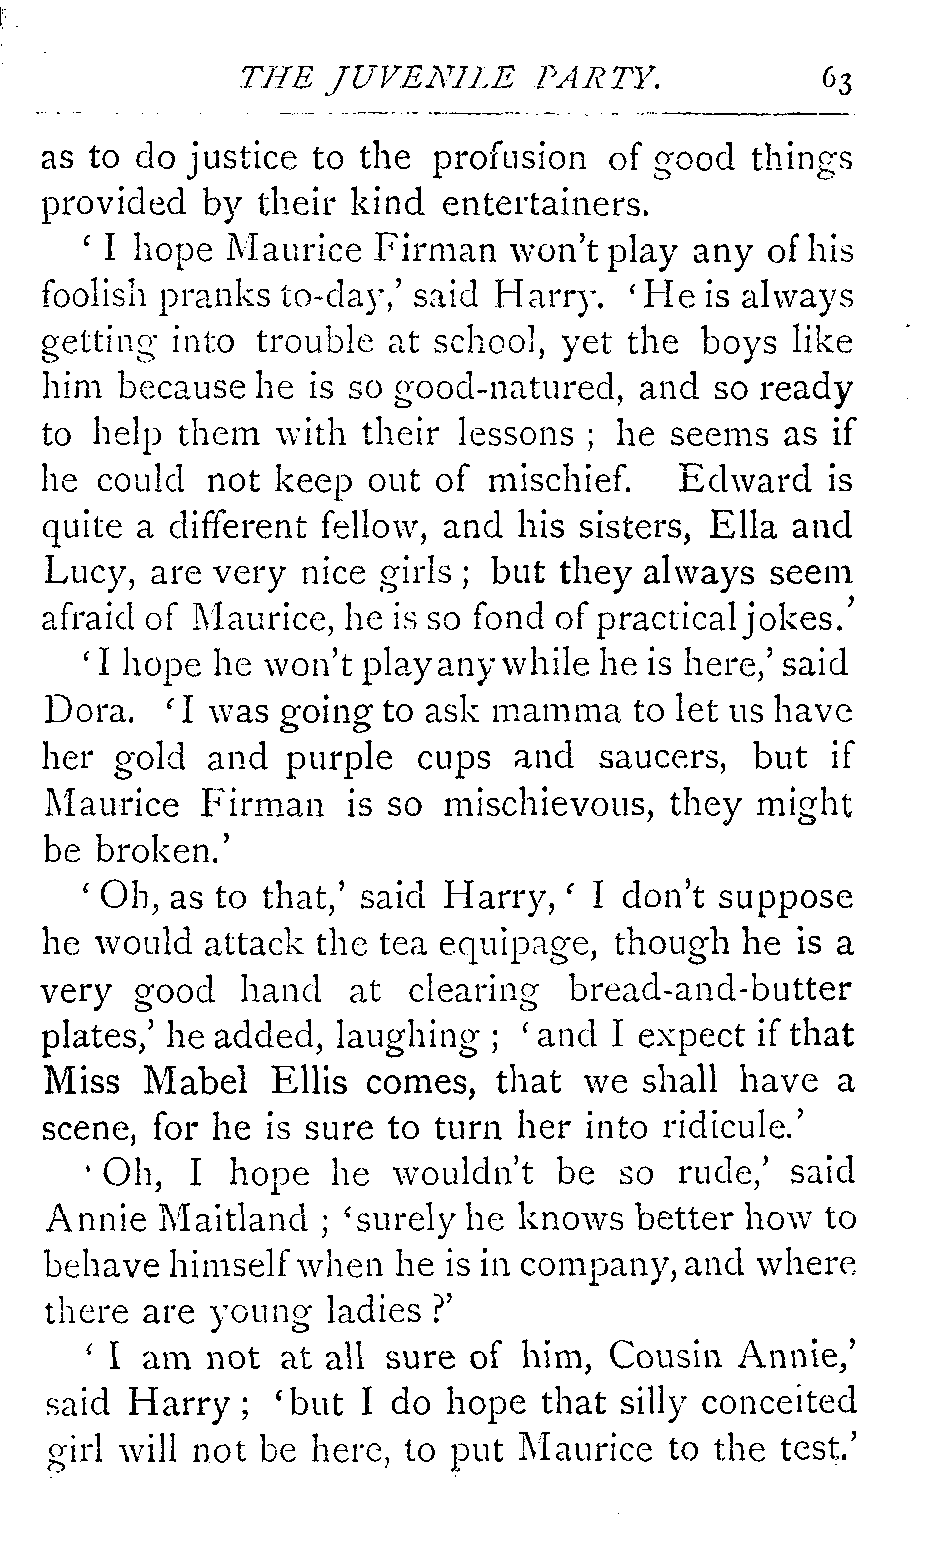 THE JUVENILE PARTY. 63
as to do justice to the profusion of good things
provided by their kind entertainers.
‘ I hope Maurice Firman won't play any of his
foolish pranks to-day,’ said Harry. ‘ He is always
getting into trouble at school, yet the boys like
him because he is so good-natured, and so ready
to help them with their lessons ; he seems as if
he could not keep out of mischief. Edward is
quite a different fellow, and his sisters, Ella and
Lucy, are very nice girls ; but they always seem
afraid of Maurice, he is so fond of practical jokes.’
‘ I hope he won't play any while he is here,’ said
Dora. ‘ I was going to ask mamma to let us have
her gold and purple cups and saucers, but if
Maurice Firman is so mischievous, they might
be broken.’
‘ Oh, as to that,’ said Harry, ‘ I don't suppose
he would attack the tea equipage, though he is a
very good hand at clearing bread-and-butter
plates,’ he added, laughing ; ‘ and I expect if that
Miss Mabel Ellis comes, that we shall have a
scene, for he is sure to turn her into ridicule.’
‘ Oh, I hope he wouldn't be so rude,’ said
Annie Maitland ; ‘ surely he knows better how to
behave himself when he is in company, and where
there are young ladies ?’
‘ I am not at all sure of him, Cousin Annie,’
said Harry ; ‘ but I do hope that silly conceited
girl will not be here, to put Maurice to the test.’